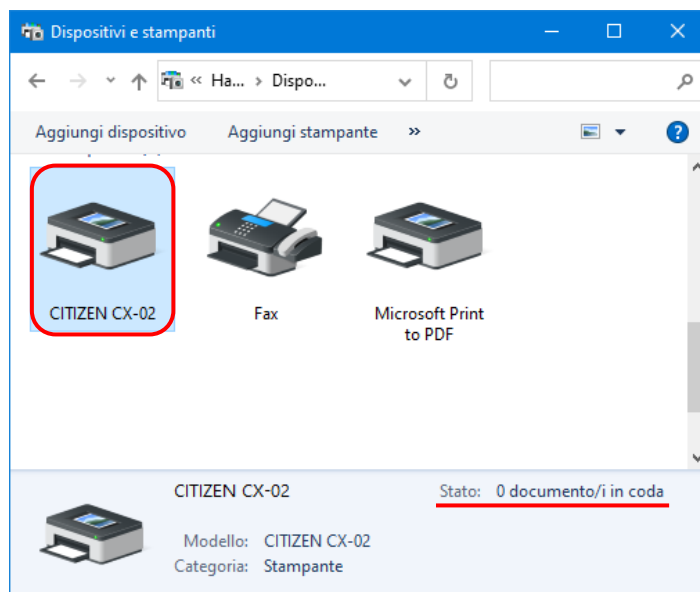 Dispositivi e stampanti
« Ha... › Dispo...
Aggiungi dispositivo Aggiungi stampante »
CITIZEN CX-02 Fax Microsoft Print
to PDF
CITIZEN CX-02 Stato: 0 documento/i in coda
Modello: CITIZEN CX-02
Categoria: Stampante